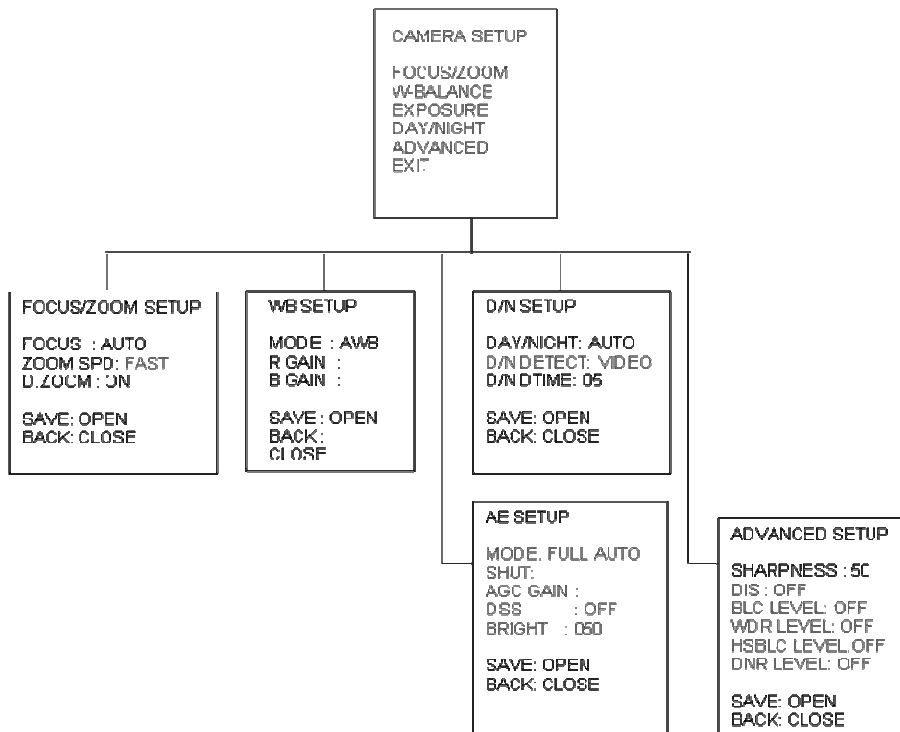 CAMERA SETUP
FOCUS/ZOOM
W-BALANCE
EXPOSURE
DAY/NIGHT
ADVANCED
EXIT
FOCUS/ZOOM SETUP
FOCUS : AUTO
ZOOM SPD: FAST
D.ZOOM : ON
SAVE: OPEN
BACK: CLOSE
WB SETUP
MODE : AWB
R GAIN :
B GAIN :
SAVE : OPEN
BACK :
CLOSE
D/N SETUP
DAY/NIGHT: AUTO
D/N DETECT: VIDEO
D/N DTIME: 05
SAVE: OPEN
BACK: CLOSE
AE SETUP
MODE: FULL AUTO
SHUT:
AGC GAIN :
DSS : OFF
BRIGHT : 050
SAVE: OPEN
BACK: CLOSE
ADVANCED SETUP
SHARPNESS : 50
DIS : OFF
BLC LEVEL: OFF
WDR LEVEL: OFF
HSBLC LEVEL:OFF
DNR LEVEL: OFF
SAVE: OPEN
BACK: CLOSE